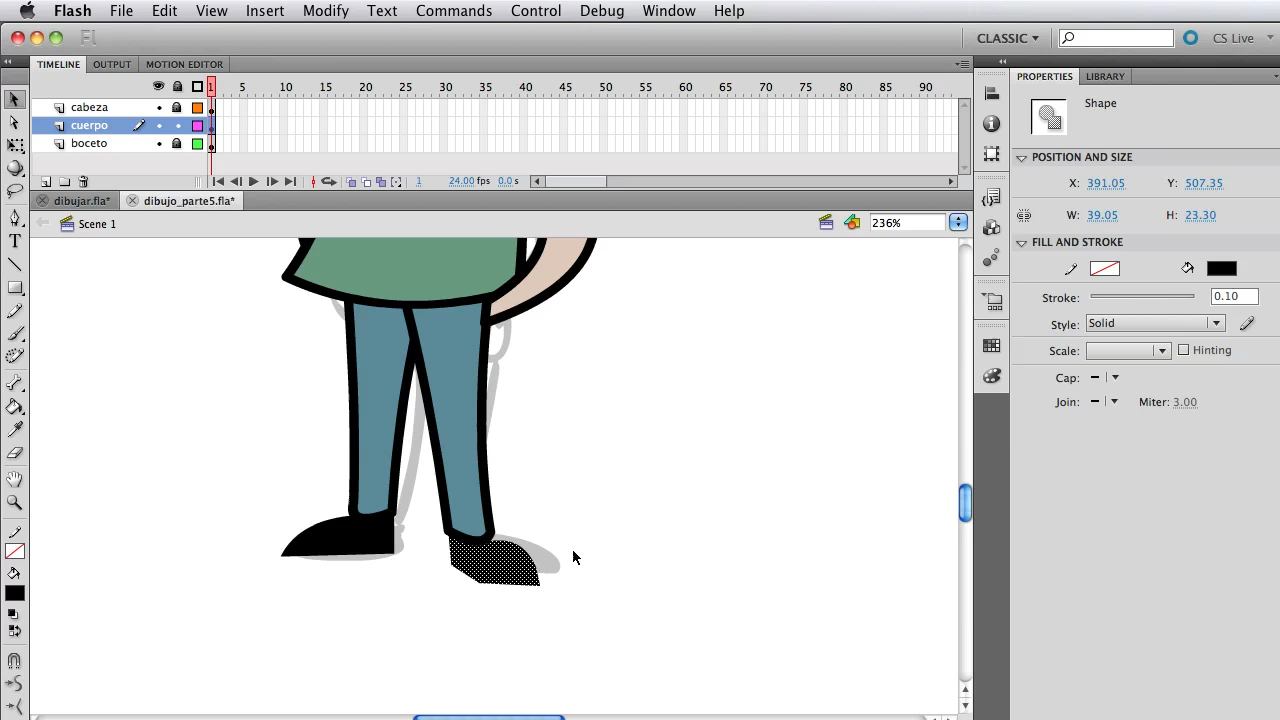 Flash File Edit View Insert Modify Text Commands Control Debug Window Help
Fl CLASSIC CS Live
TIMELINE OUTPUT MOTION EDITOR
1 5 10 15 20 25 30 35 40 45 50 55 60 65 70 75 80 85 90
cabeza
cuerpo
boceto
1 24.00 fps 0.0 s
dibujar.fla* dibujo_parte5.fla*
Scene 1 236%
PROPERTIES LIBRARY
Shape
POSITION AND SIZE
X: 391.05 Y: 507.35
W: 39.05 H: 23.30
FILL AND STROKE
Stroke: 0.10
Style: Solid
Scale: Hinting
Cap:
Join: Miter: 3.00
T